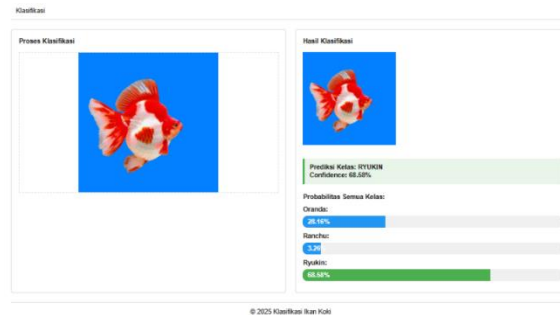 Klasifikasi
Proses Klasifikasi
Hasil Klasifikasi
Prediksi Kelas: RYUKIN
Confidence: 68.58%
Probabilitas Semua Kelas:
Oranda:
28.16%
Ranchu:
3.26
Ryukin:
68.58%
© 2025 Klasifikasi Ikan Koki